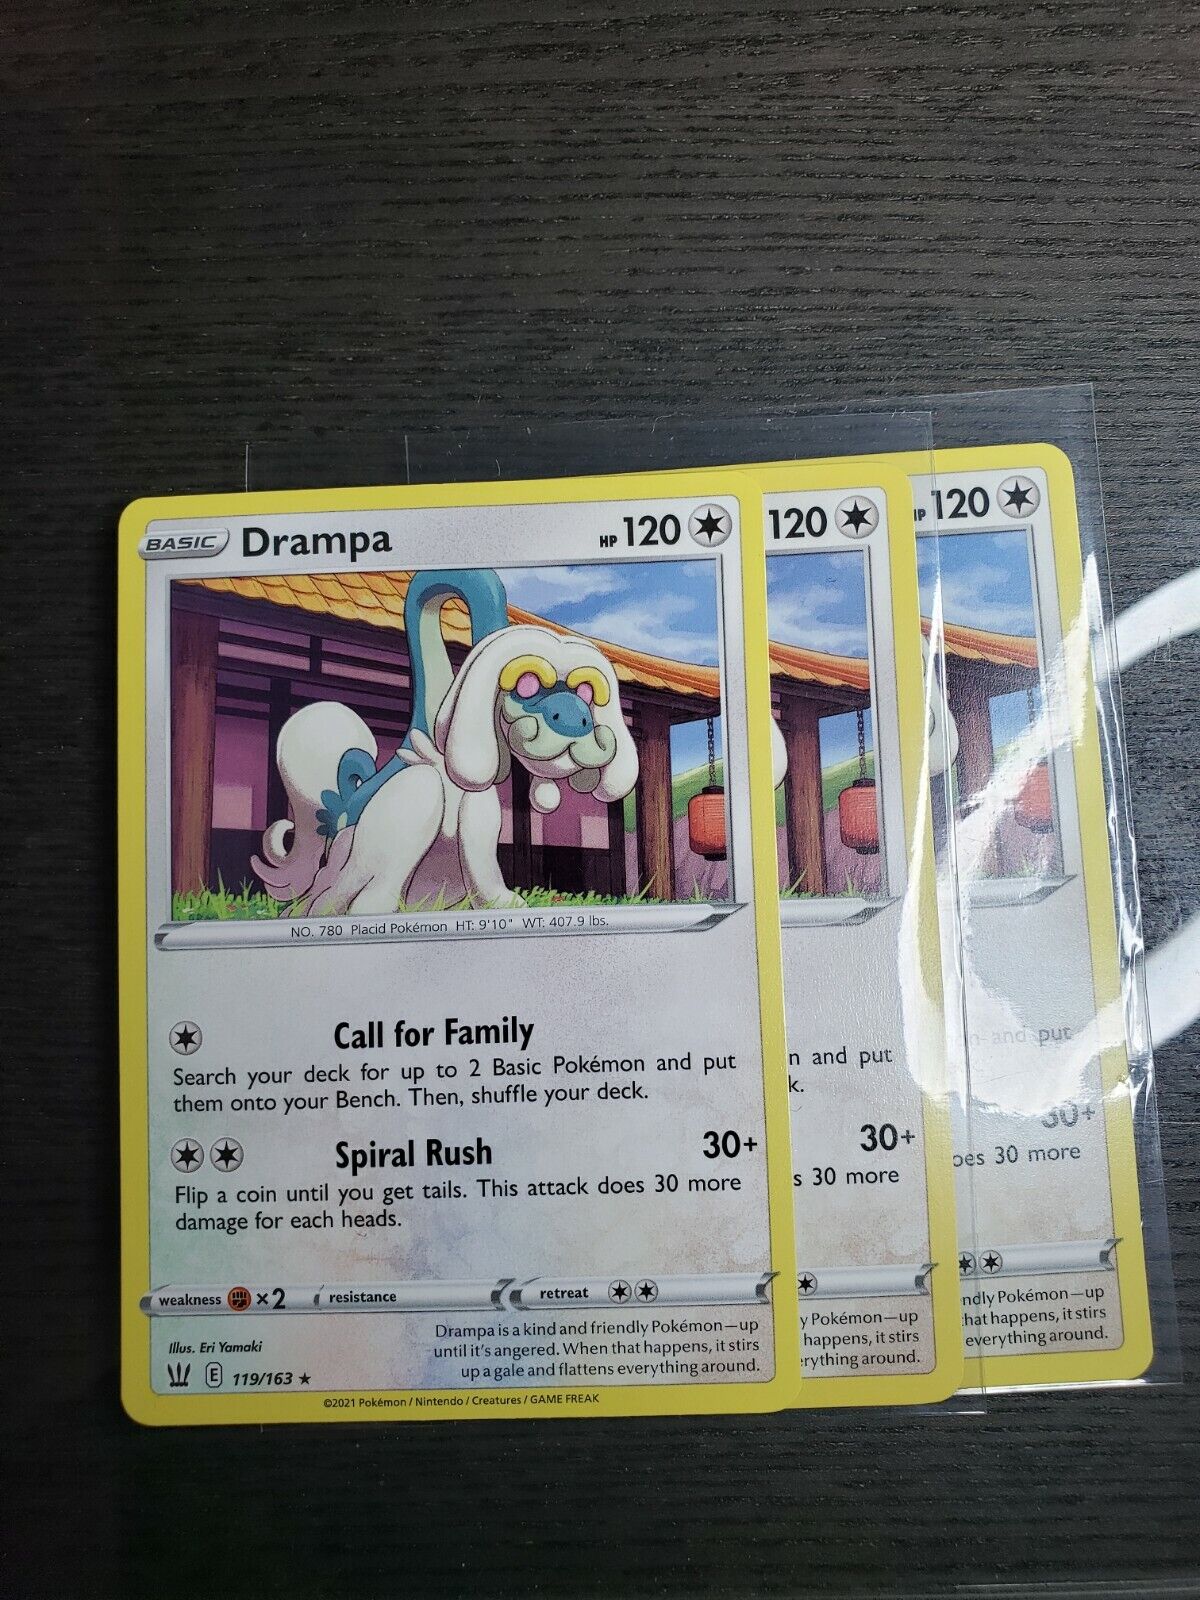 BASIC Drampa HP 120
NO. 780 Placid Pokémon HT: 9'10" WT: 407.9 lbs.
Call for Family
Search your deck for up to 2 Basic Pokémon and put
them onto your Bench. Then, shuffle your deck.
Spiral Rush 30+
Flip a coin until you get tails. This attack does 30 more
damage for each heads.
weakness ×2 resistance retreat
Illus. Eri Yamaki
E 119/163 ★
Drampa is a kind and friendly Pokémon—up
until it's angered. When that happens, it stirs
up a gale and flattens everything around.
©2021 Pokémon / Nintendo / Creatures / GAME FREAK
120
n and put
k.
30+
s 30 more
y Pokémon—up
happens, it stirs
erything around.
HP 120
n and put
30+
oes 30 more
ndly Pokémon—up
that happens, it stirs
everything around.